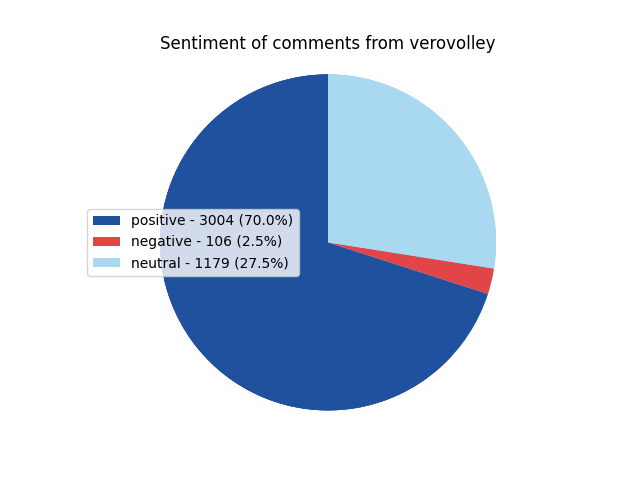 Sentiment of comments from verovolley
positive - 3004 (70.0%)
negative - 106 (2.5%)
neutral - 1179 (27.5%)